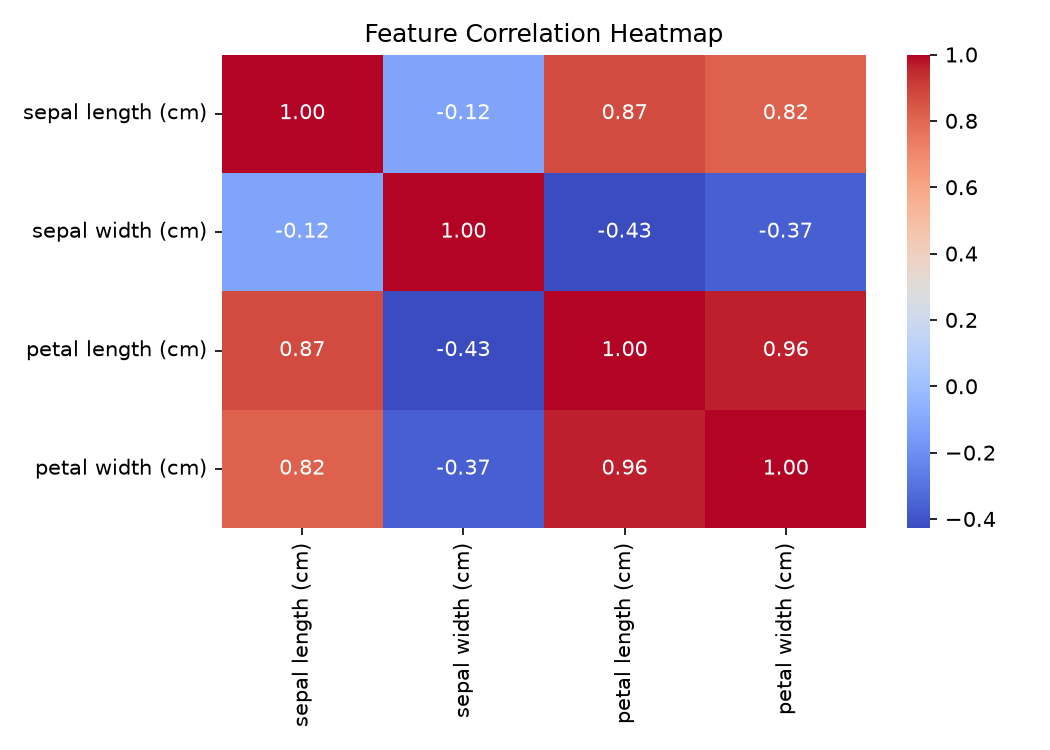 Feature Correlation Heatmap
sepal length (cm) 1.00 -0.12 0.87 0.82
sepal width (cm) -0.12 1.00 -0.43 -0.37
petal length (cm) 0.87 -0.43 1.00 0.96
petal width (cm) 0.82 -0.37 0.96 1.00
sepal length (cm)
sepal width (cm)
petal length (cm)
petal width (cm)
1.0
0.8
0.6
0.4
0.2
0.0
−0.2
−0.4